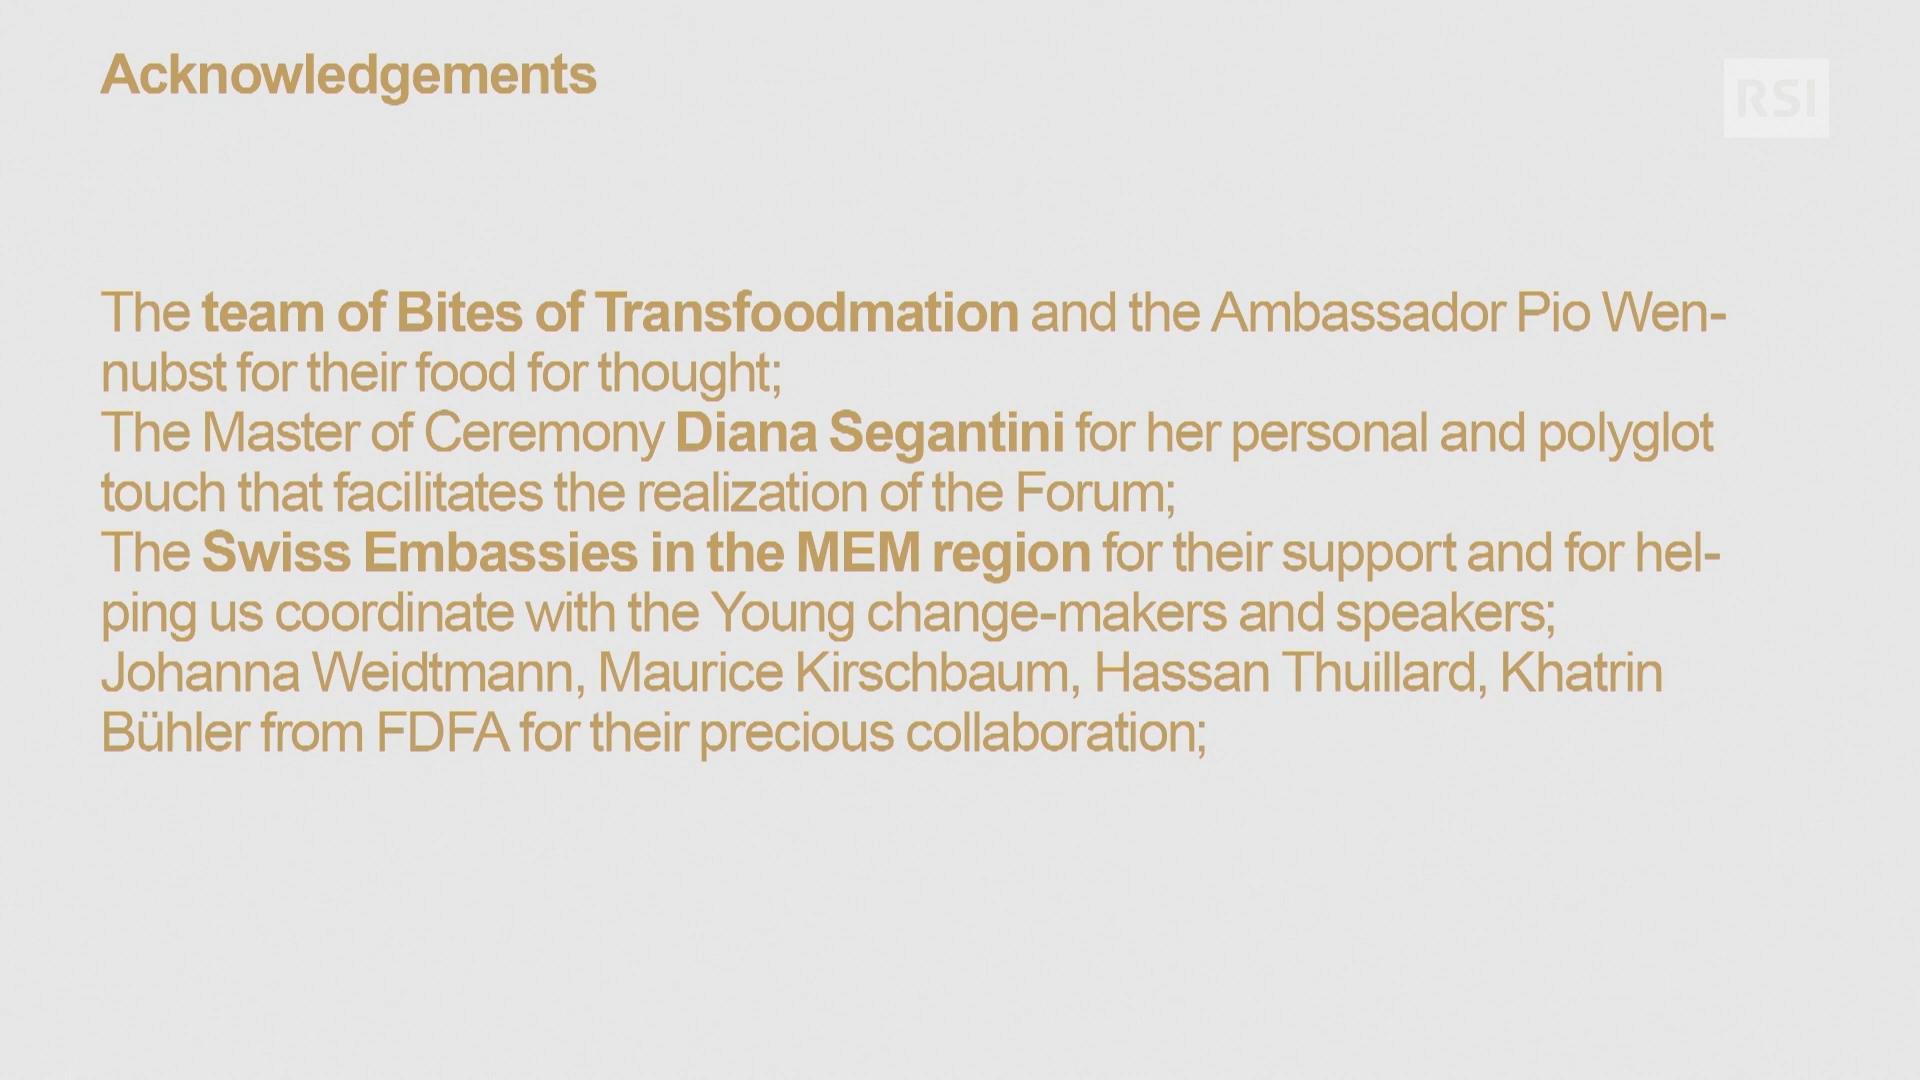 Acknowledgements
RSI
The team of Bites of Transfoodmation and the Ambassador Pio Wen-
nubst for their food for thought;
The Master of Ceremony Diana Segantini for her personal and polyglot
touch that facilitates the realization of the Forum;
The Swiss Embassies in the MEM region for their support and for hel-
ping us coordinate with the Young change-makers and speakers;
Johanna Weidtmann, Maurice Kirschbaum, Hassan Thuillard, Khatrin
Bühler from FDFA for their precious collaboration;